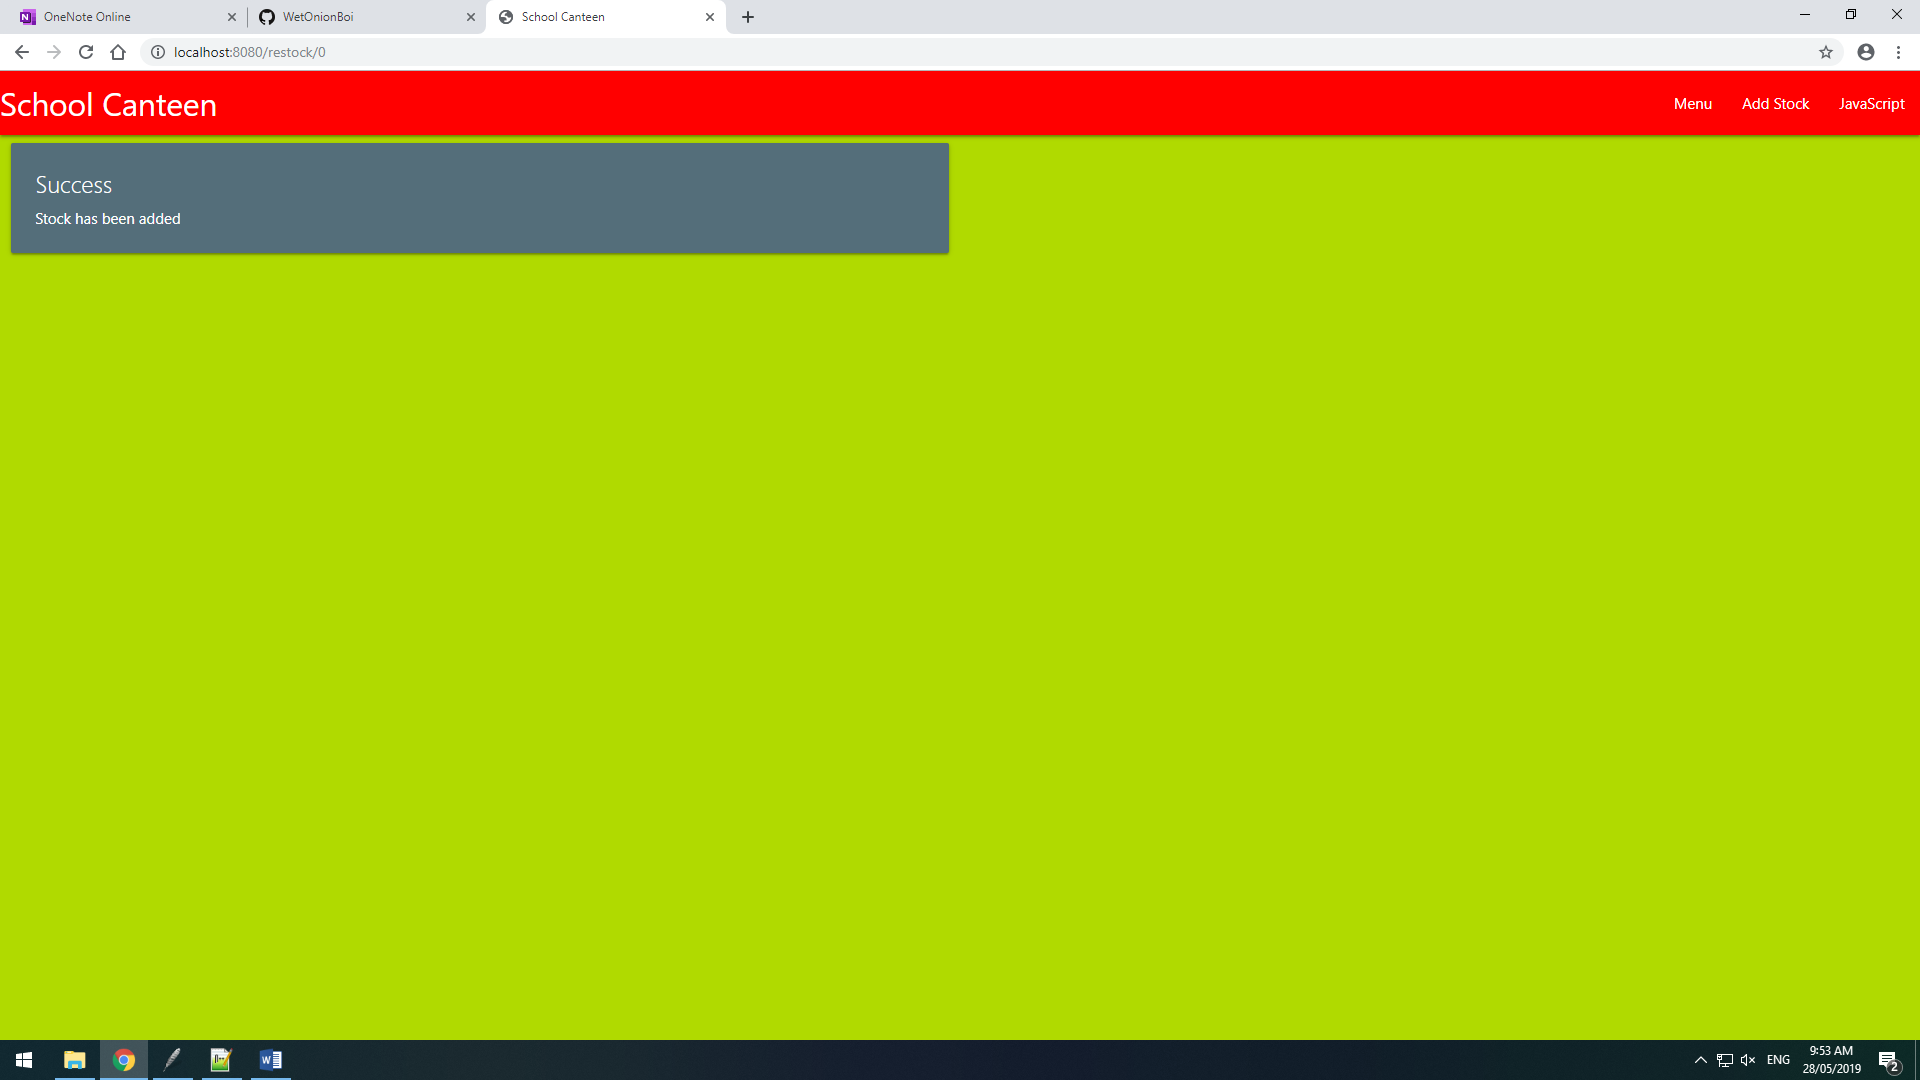 OneNote Online
WetOnionBoi
School Canteen
localhost:8080/restock/0
School Canteen
Menu
Add Stock
JavaScript
Success
Stock has been added
ENG
9:53 AM
28/05/2019
2